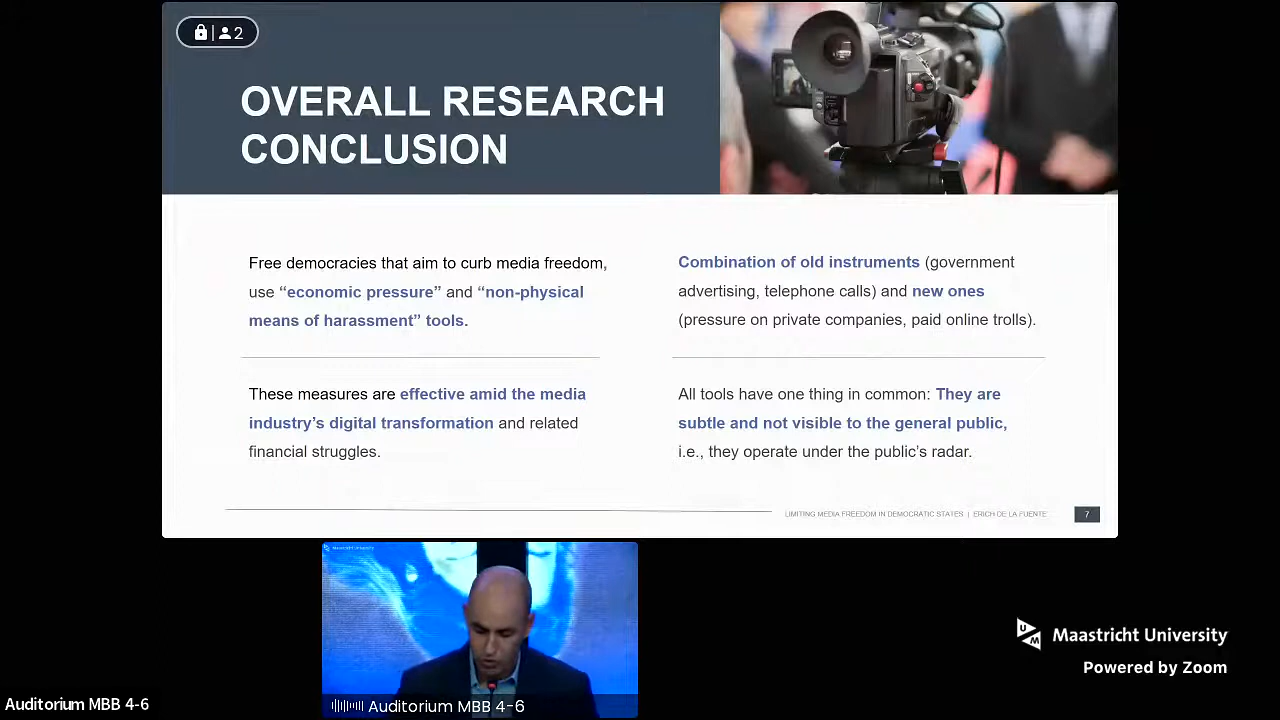 2
OVERALL RESEARCH
CONCLUSION
Free democracies that aim to curb media freedom,
use “economic pressure” and “non-physical
means of harassment” tools.
Combination of old instruments (government
advertising, telephone calls) and new ones
(pressure on private companies, paid online trolls).
These measures are effective amid the media
industry’s digital transformation and related
financial struggles.
All tools have one thing in common: They are
subtle and not visible to the general public,
i.e., they operate under the public’s radar.
LIMITING MEDIA FREEDOM IN DEMOCRATIC STATES | ERICH DE LA FUENTE
7
Maastricht University
Auditorium MBB 4-6
UM
Maastricht University
Powered by Zoom
Auditorium MBB 4-6